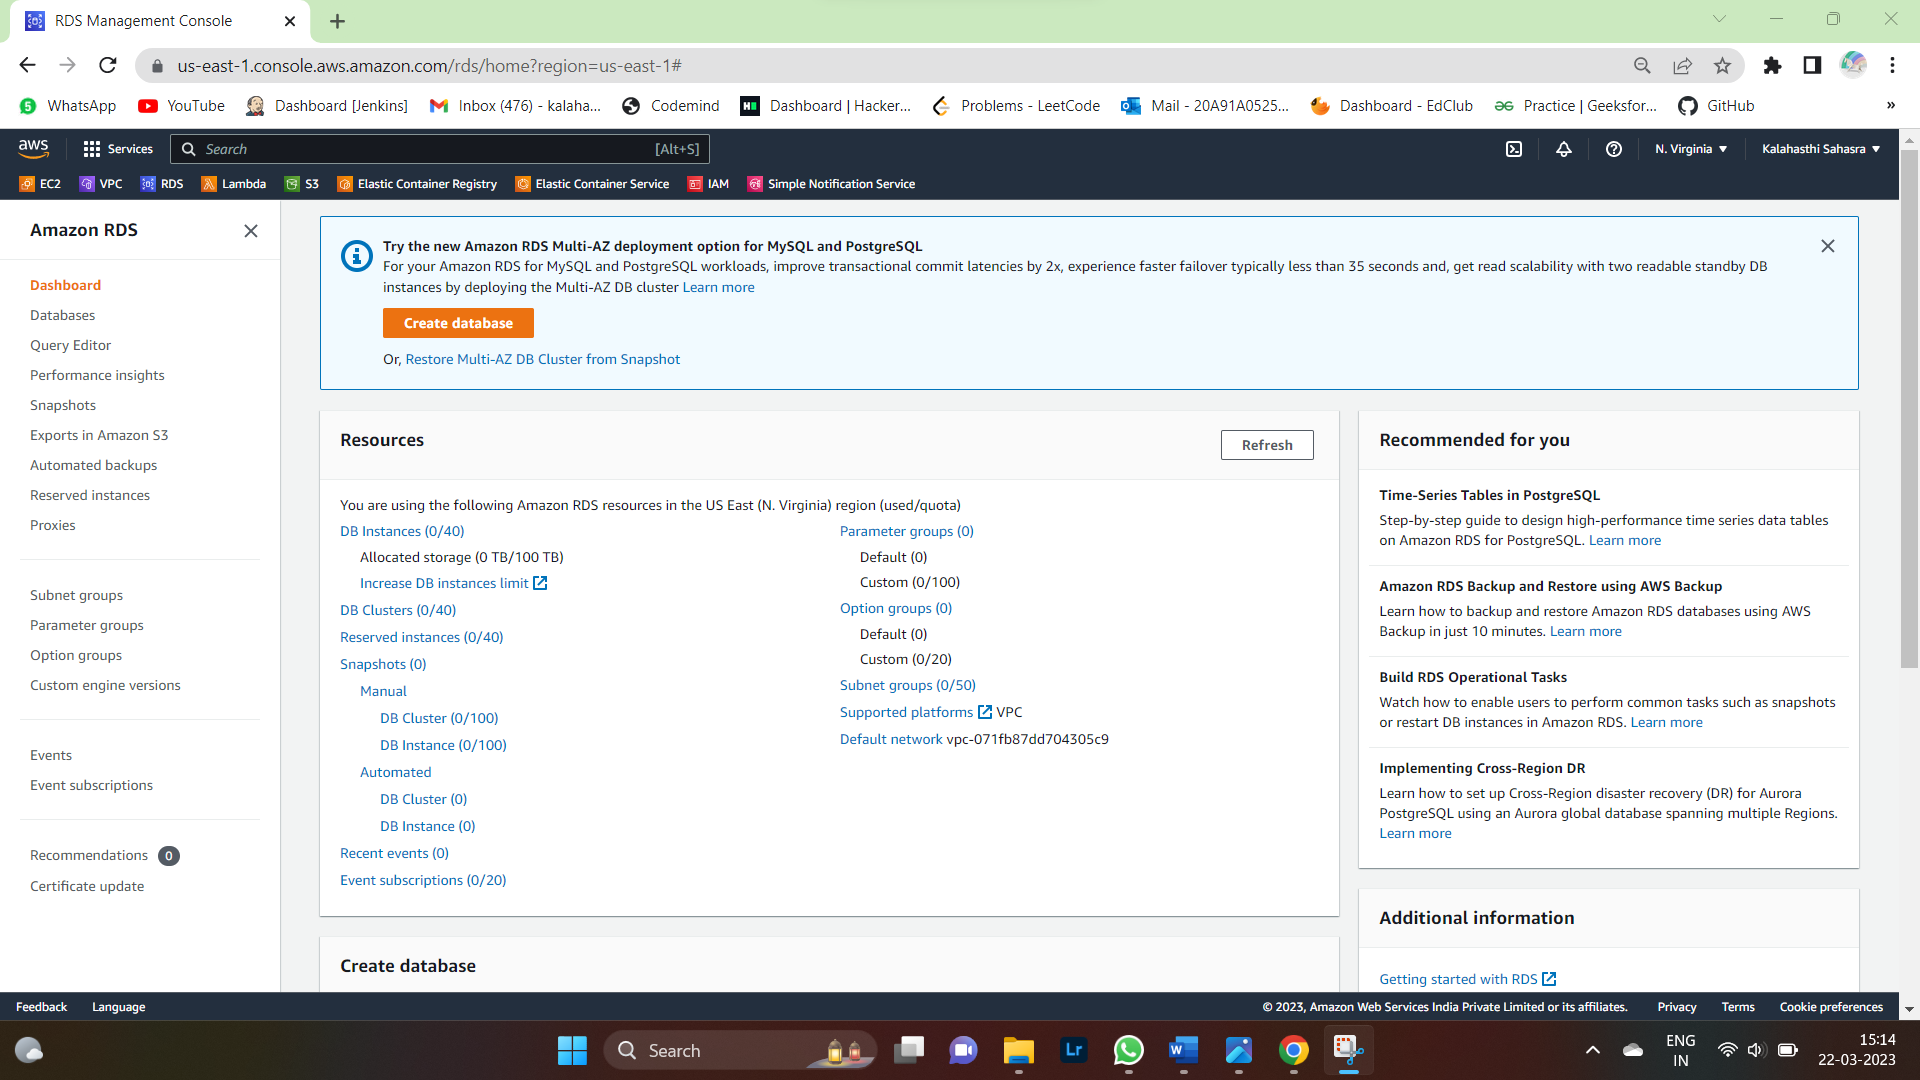 RDS Management Console
us-east-1.console.aws.amazon.com/rds/home?region=us-east-1#
WhatsApp
YouTube
Dashboard [Jenkins]
Inbox (476) - kalaha...
Codemind
Dashboard | Hacker...
Problems - LeetCode
Mail - 20A91A0525...
Dashboard - EdClub
Practice | Geeksfor...
GitHub
»
aws
Services
Search
[Alt+S]
N. Virginia
Kalahasthi Sahasra
EC2
VPC
RDS
Lambda
S3
Elastic Container Registry
Elastic Container Service
IAM
Simple Notification Service
Amazon RDS
Dashboard
Databases
Query Editor
Performance insights
Snapshots
Exports in Amazon S3
Automated backups
Reserved instances
Proxies
Subnet groups
Parameter groups
Option groups
Custom engine versions
Events
Event subscriptions
Recommendations 0
Certificate update
Try the new Amazon RDS Multi-AZ deployment option for MySQL and PostgreSQL
For your Amazon RDS for MySQL and PostgreSQL workloads, improve transactional commit latencies by 2x, experience faster failover typically less than 35 seconds and, get read scalability with two readable standby DB
instances by deploying the Multi-AZ DB cluster Learn more
Create database
Or, Restore Multi-AZ DB Cluster from Snapshot
Resources
Refresh
You are using the following Amazon RDS resources in the US East (N. Virginia) region (used/quota)
DB Instances (0/40)
Allocated storage (0 TB/100 TB)
Increase DB instances limit
DB Clusters (0/40)
Reserved instances (0/40)
Snapshots (0)
Manual
DB Cluster (0/100)
DB Instance (0/100)
Automated
DB Cluster (0)
DB Instance (0)
Recent events (0)
Event subscriptions (0/20)
Parameter groups (0)
Default (0)
Custom (0/100)
Option groups (0)
Default (0)
Custom (0/20)
Subnet groups (0/50)
Supported platforms VPC
Default network vpc-071fb87dd704305c9
Create database
Recommended for you
Time-Series Tables in PostgreSQL
Step-by-step guide to design high-performance time series data tables
on Amazon RDS for PostgreSQL. Learn more
Amazon RDS Backup and Restore using AWS Backup
Learn how to backup and restore Amazon RDS databases using AWS
Backup in just 10 minutes. Learn more
Build RDS Operational Tasks
Watch how to enable users to perform common tasks such as snapshots
or restart DB instances in Amazon RDS. Learn more
Implementing Cross-Region DR
Learn how to set up Cross-Region disaster recovery (DR) for Aurora
PostgreSQL using an Aurora global database spanning multiple Regions.
Learn more
Additional information
Getting started with RDS
Feedback
Language
© 2023, Amazon Web Services India Private Limited or its affiliates.
Privacy
Terms
Cookie preferences
Search
Lr
W
ENG
IN
15:14
22-03-2023